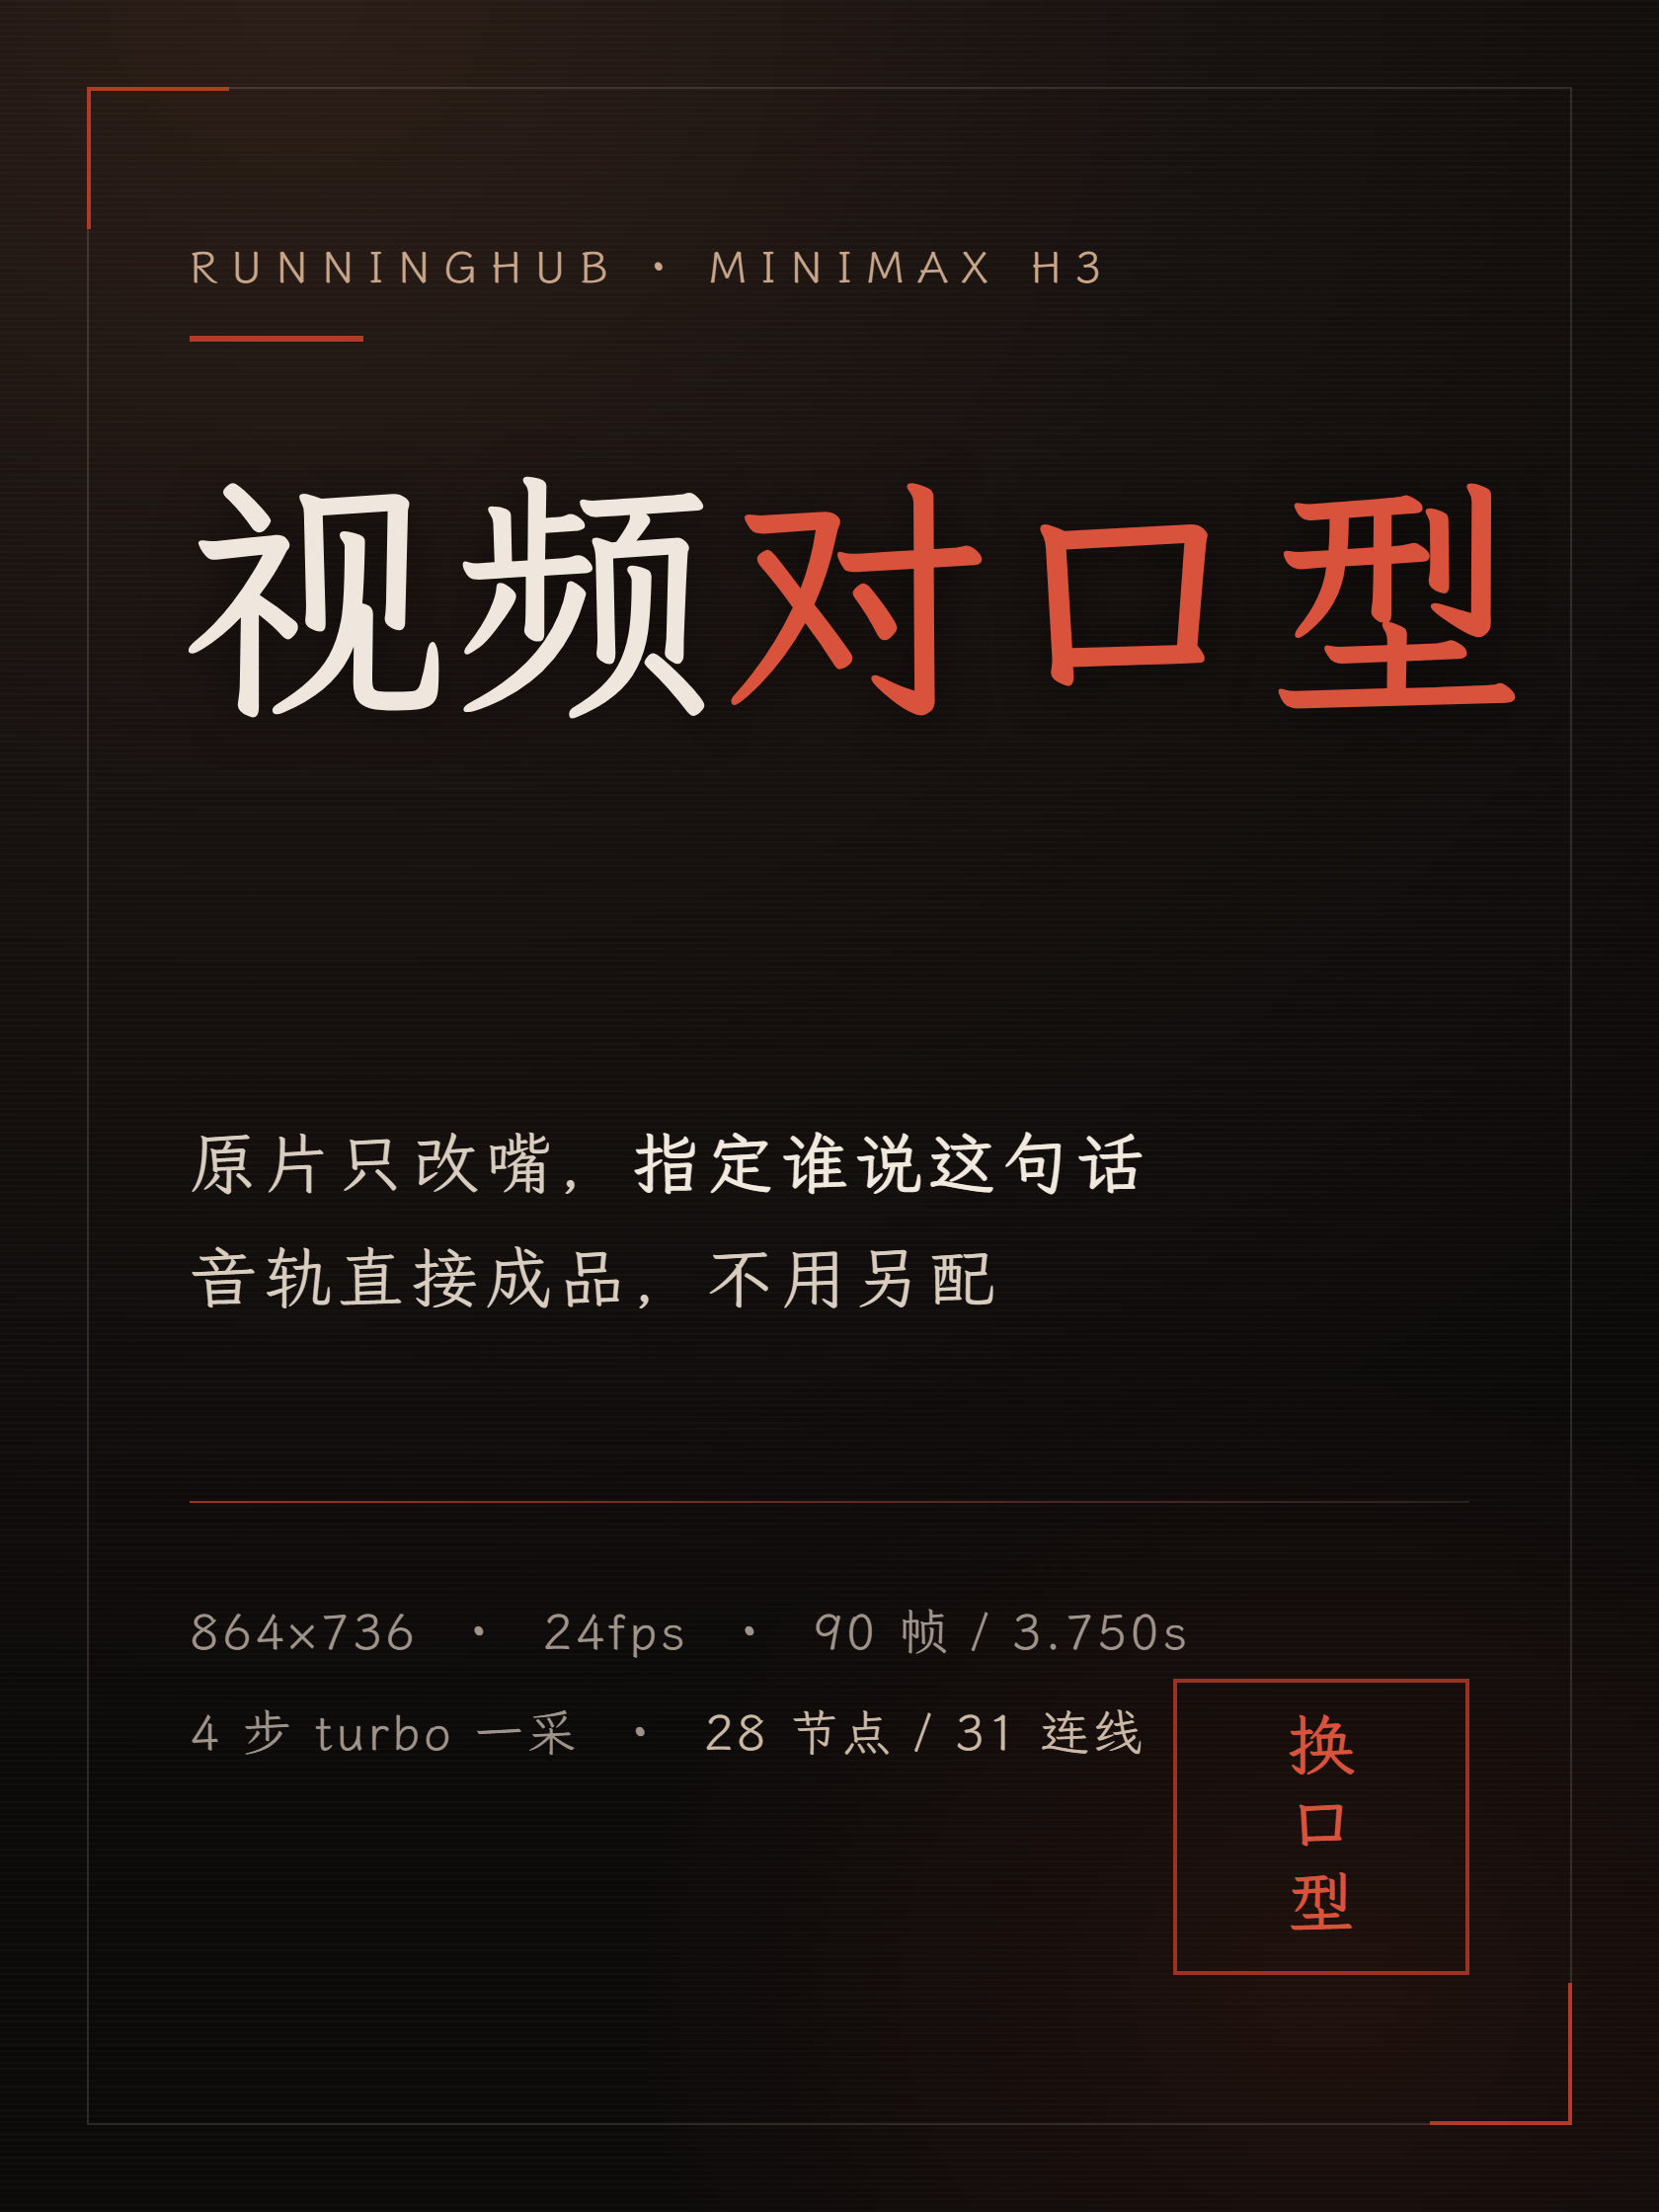 RUNNINGHUB · MINIMAX H3
视频对口型
原片只改嘴，指定谁说这句话
音轨直接成品，不用另配
864×736 · 24fps · 90 帧 / 3.750s
4 步 turbo 一采 · 28 节点 / 31 连线
换
口
型